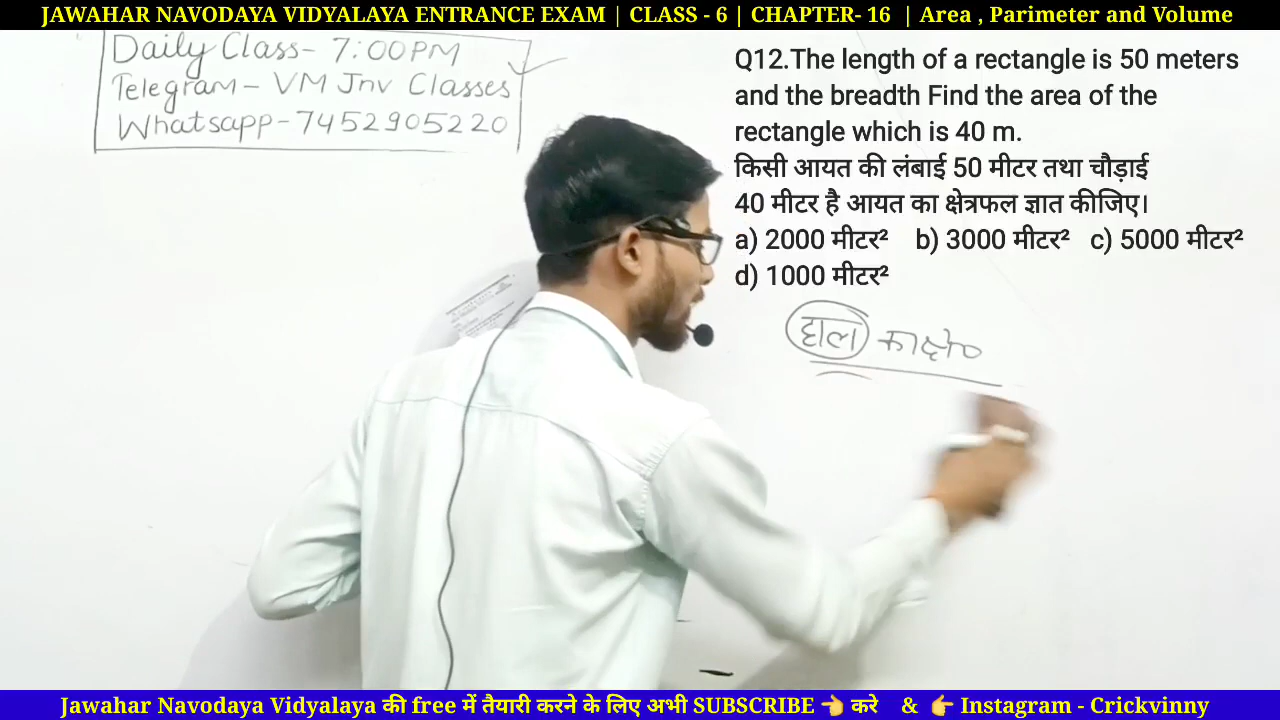 JAWAHAR NAVODAYA VIDYALAYA ENTRANCE EXAM | CLASS - 6 | CHAPTER- 16 | Area , Parimeter and Volume
Daily Class- 7:00PM
Telegram- VM Jnv Classes
Whatsapp-7452905220
Q12.The length of a rectangle is 50 meters
and the breadth Find the area of the
rectangle which is 40 m.
किसी आयत की लंबाई 50 मीटर तथा चौड़ाई
40 मीटर है आयत का क्षेत्रफल ज्ञात कीजिए।
a) 2000 मीटर² b) 3000 मीटर² c) 5000 मीटर²
d) 1000 मीटर²
हाल का क्षे०
Jawahar Navodaya Vidyalaya की free में तैयारी करने के लिए अभी SUBSCRIBE 👈 करे & 👉 Instagram - Crickvinny